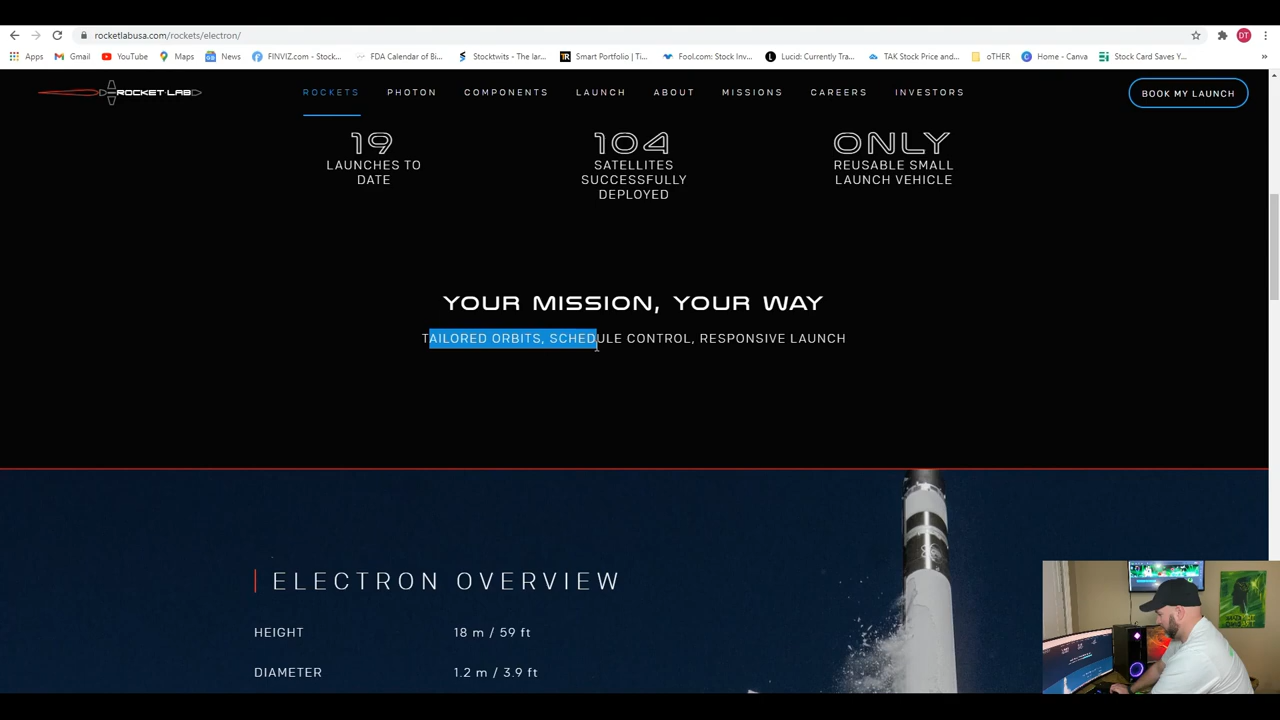 rocketlabusa.com/rockets/electron/
DT
Apps Gmail YouTube Maps News FINVIZ.com - Stock... FDA Calendar of Bi... Stocktwits - The lar... Smart Portfolio | Ti... Fool.com: Stock Inv... Lucid: Currently Tra... TAK Stock Price and... oTHER Home - Canva Stock Card Saves Y... »
ROCKET LAB ROCKETS PHOTON COMPONENTS LAUNCH ABOUT MISSIONS CAREERS INVESTORS BOOK MY LAUNCH
19
LAUNCHES TO
DATE
104
SATELLITES
SUCCESSFULLY
DEPLOYED
ONLY
REUSABLE SMALL
LAUNCH VEHICLE
YOUR MISSION, YOUR WAY
TAILORED ORBITS, SCHEDULE CONTROL, RESPONSIVE LAUNCH
ELECTRON OVERVIEW
HEIGHT 18 m / 59 ft
DIAMETER 1.2 m / 3.9 ft